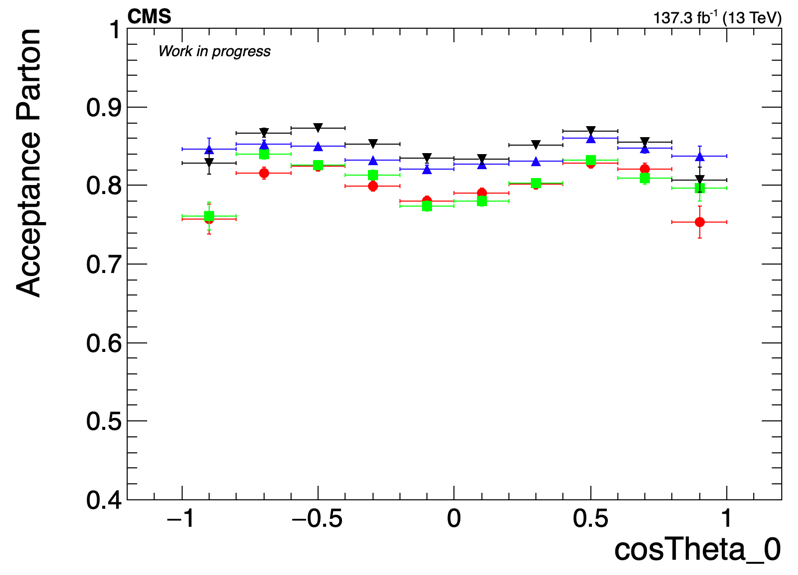 CMS
137.3 fb⁻¹ (13 TeV)
Work in progress
Acceptance Parton
1
0.9
0.8
0.7
0.6
0.5
0.4
−1
−0.5
0
0.5
1
cosTheta_0